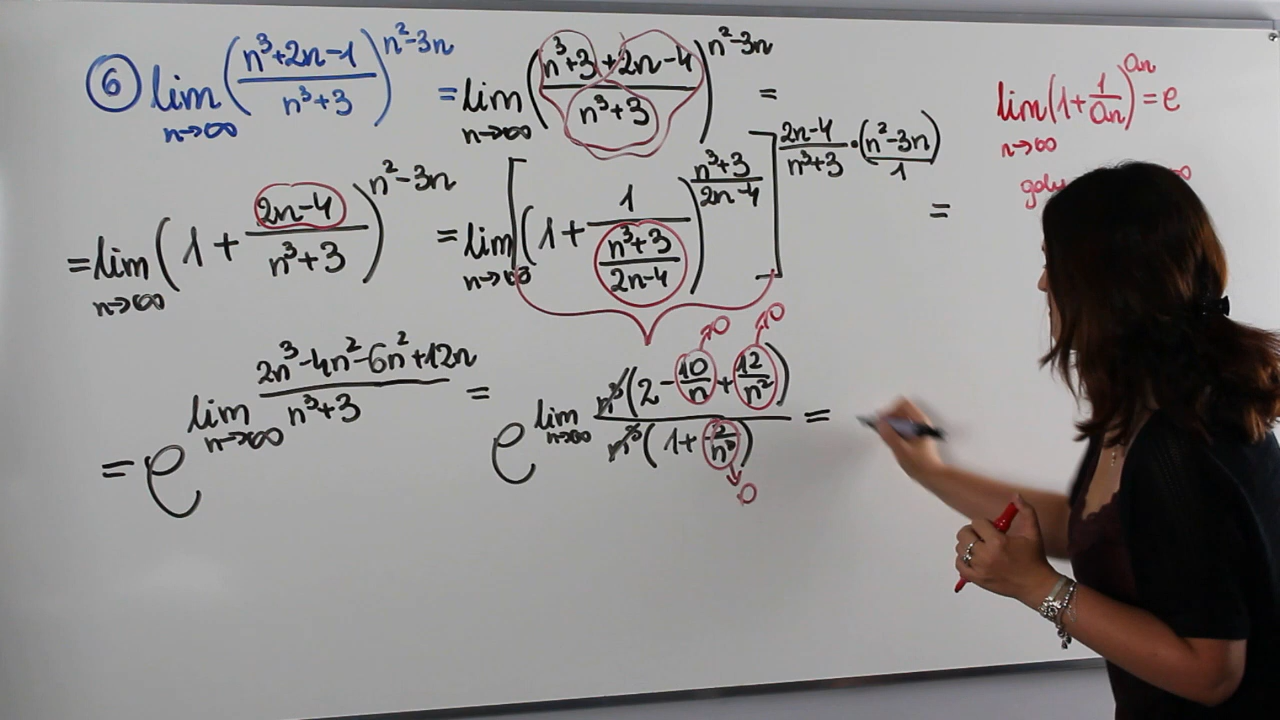 ⑥ lim n→∞ ((n³+2n-1)/(n³+3))^(n²-3n) = lim n→∞ ((n³+3+2n-4)/(n³+3))^(n²-3n) =
= lim n→∞ (1 + (2n-4)/(n³+3))^(n²-3n) = lim n→∞ [(1 + 1/((n³+3)/(2n-4)))^((n³+3)/(2n-4))]^((2n-4)/(n³+3) · (n²-3n)/1) =
= e^(lim n→∞ (2n³-4n²-6n²+12n)/(n³+3)) = e^(lim n→∞ (n³(2 - 10/n + 12/n²))/(n³(1 + 3/n³))) =
→0 →0
→0
lim n→∞ (1 + 1/an)^an = e